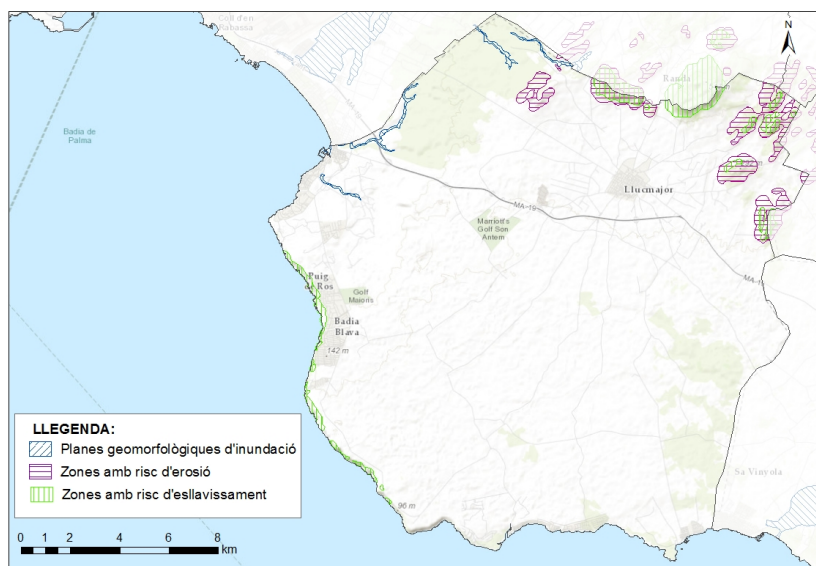 Coll d'en
Rabassa
N
Badia de
Palma
Randa
Llucmajor
MA-19
Marriott's
Golf Son
Antem
Puig
de Ros
Golf
Maioris
Badia
Blava
142 m
96 m
Sa Vinyola
LLEGENDA:
Planes geomorfològiques d'inundació
Zones amb risc d'erosió
Zones amb risc d'esllavissament
0 1 2 4 6 8
km